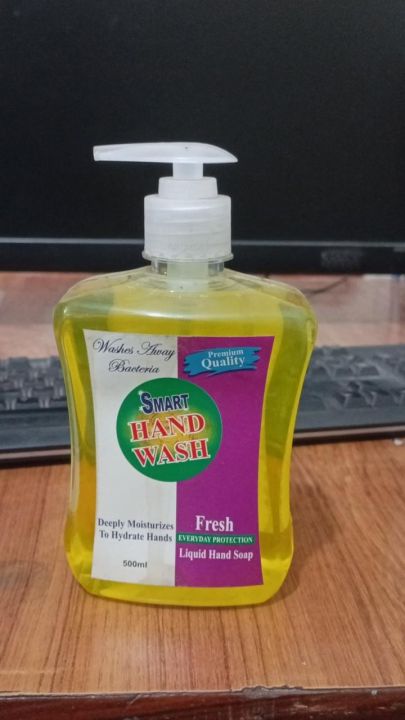 Washes Away
Bacteria
Premium
Quality
SMART
HAND
WASH
Deeply Moisturizes
To Hydrate Hands
500ml
Fresh
EVERYDAY PROTECTION
Liquid Hand Soap